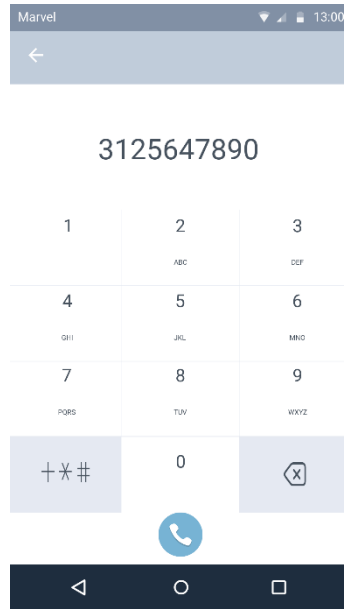 Marvel 13:00
3125647890
1 2 3
ABC DEF
4 5 6
GHI JKL MNO
7 8 9
PQRS TUV WXYZ
+*# 0 X